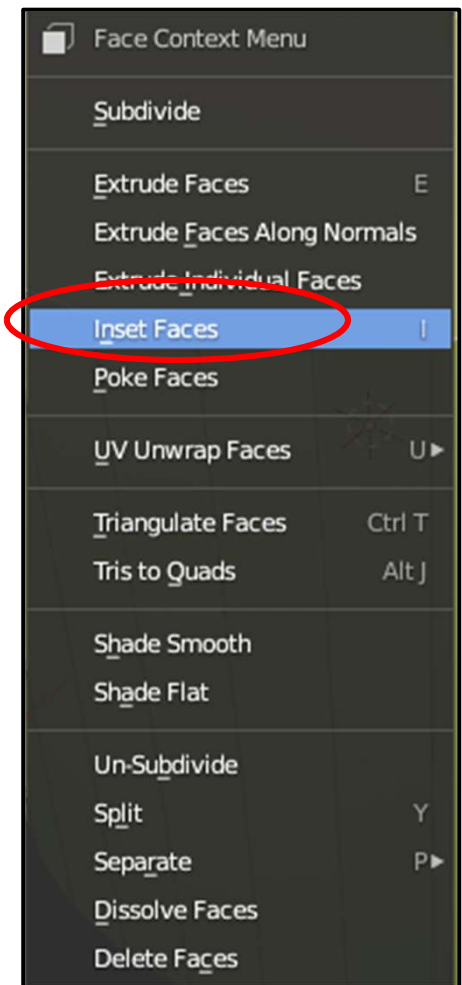 Face Context Menu
Subdivide
Extrude Faces E
Extrude Faces Along Normals
Extrude Individual Faces
Inset Faces I
Poke Faces
UV Unwrap Faces U
Triangulate Faces Ctrl T
Tris to Quads Alt J
Shade Smooth
Shade Flat
Un-Subdivide
Split Y
Separate P
Dissolve Faces
Delete Faces